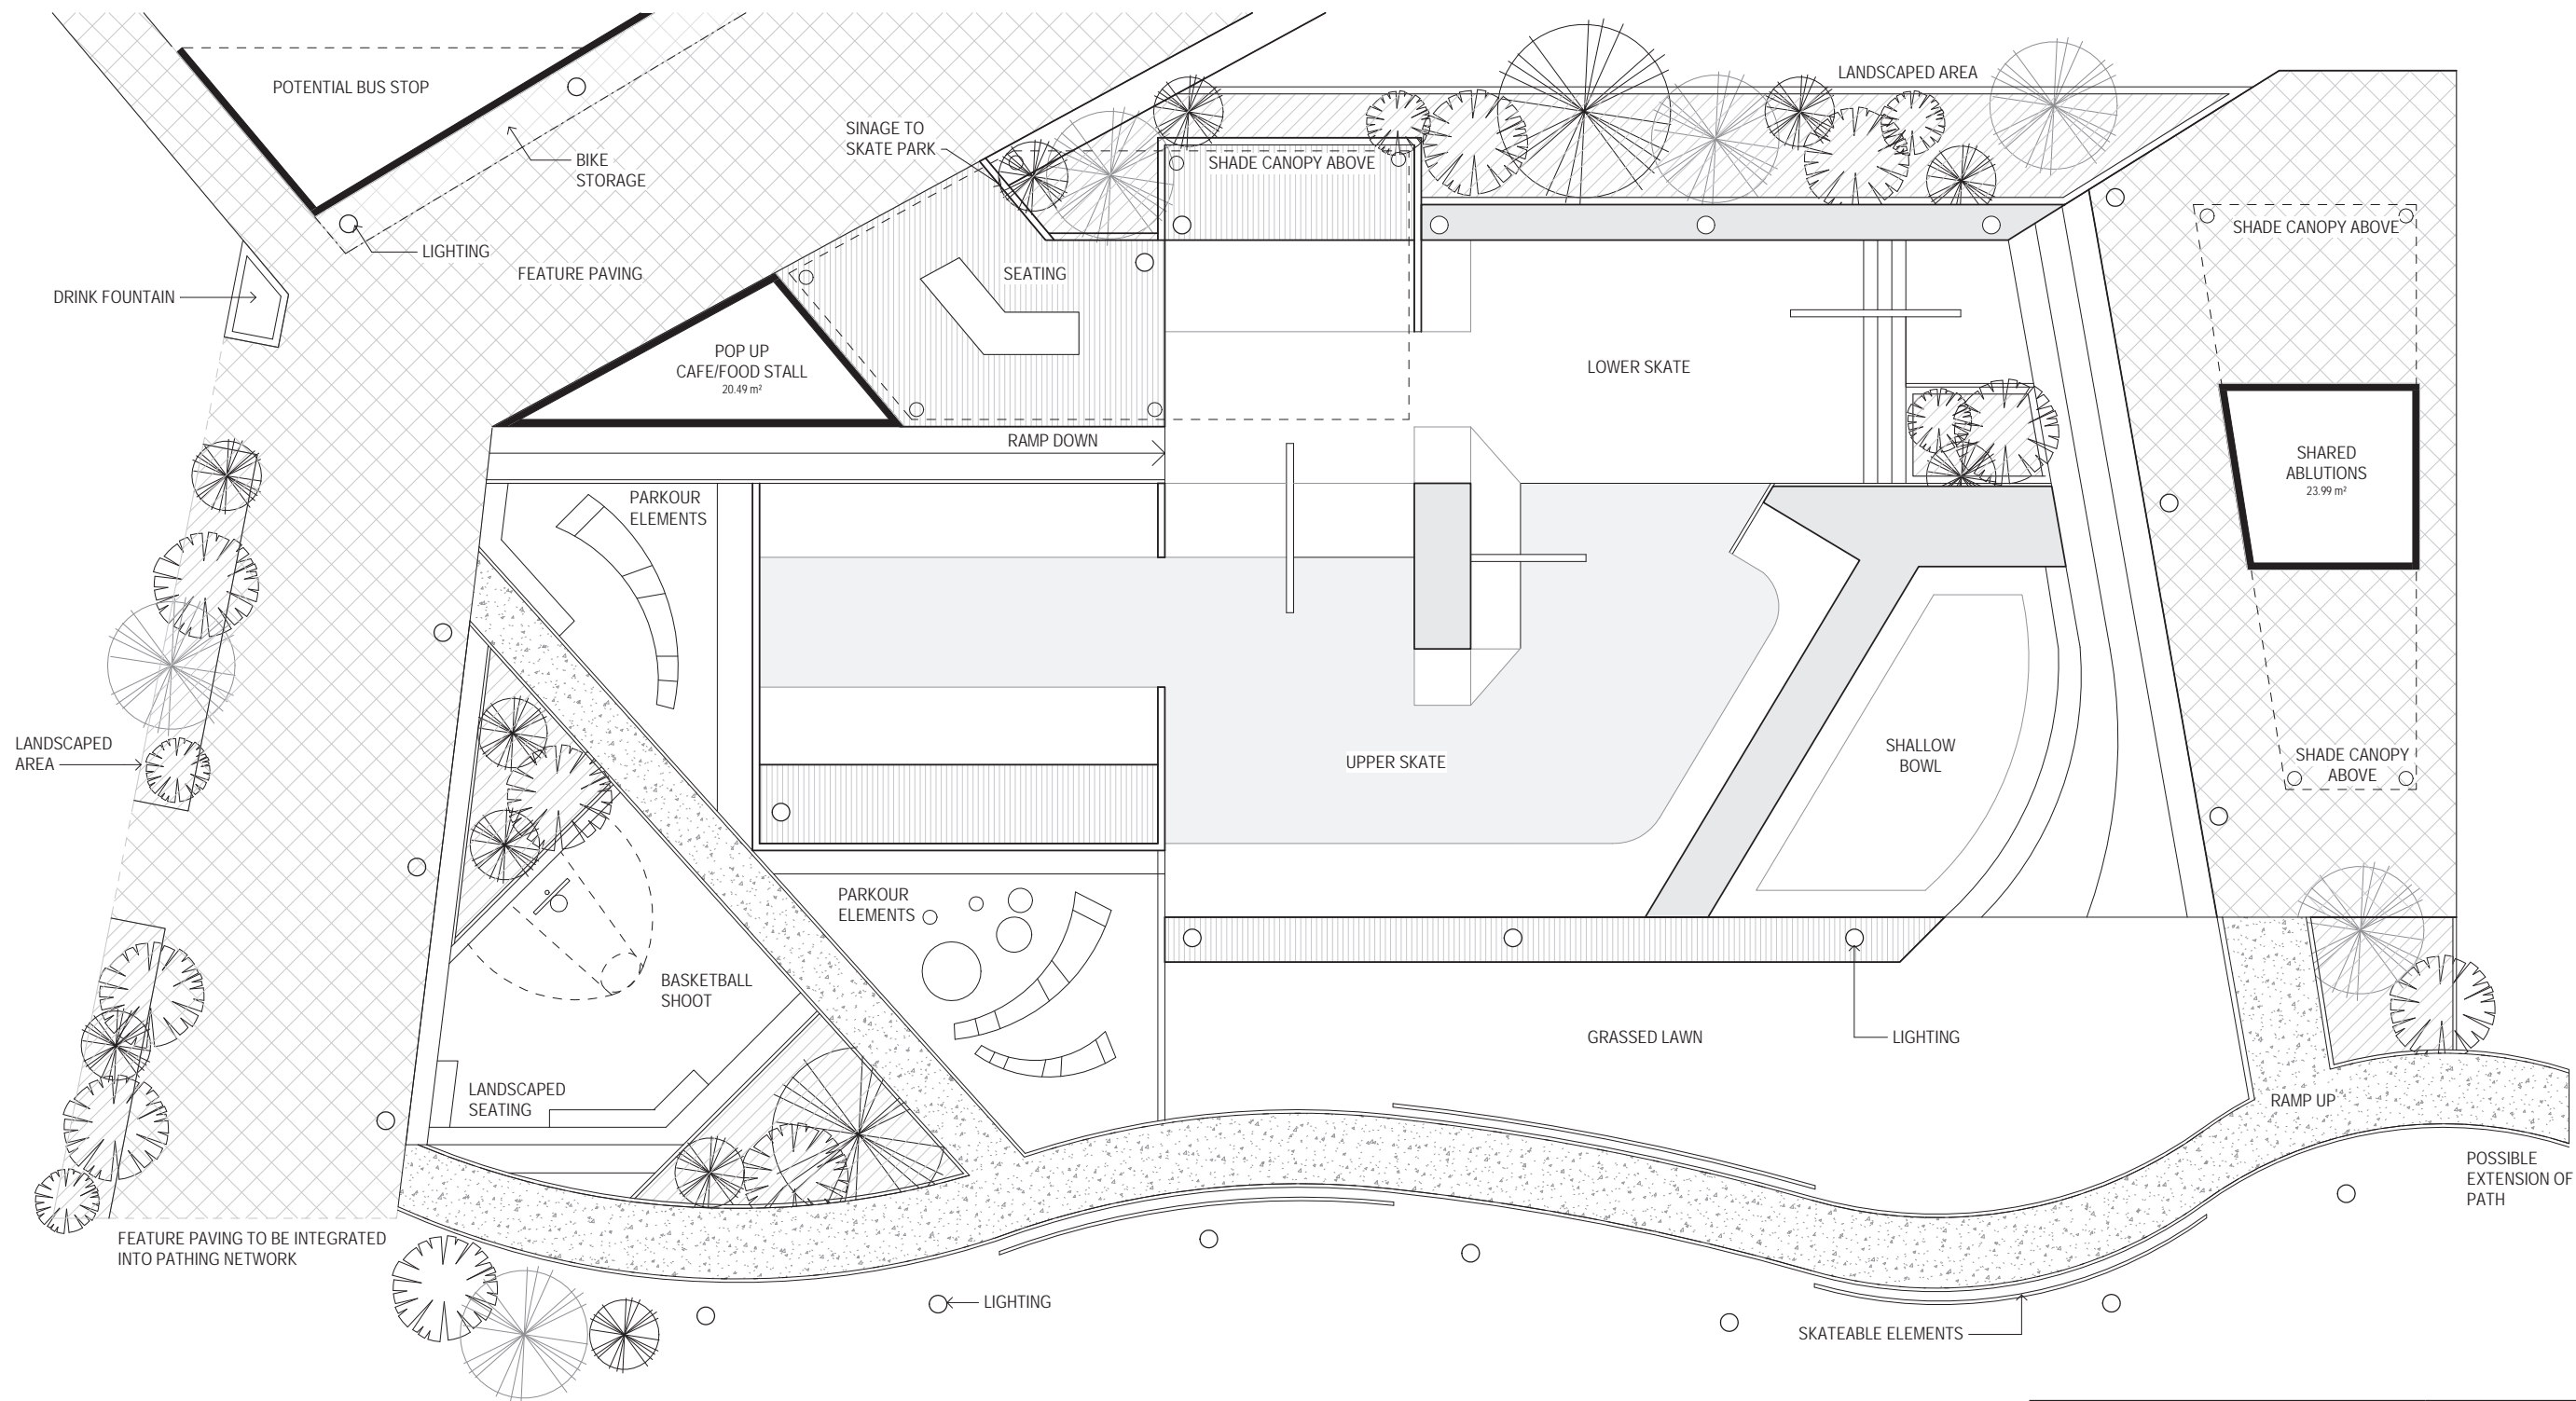 LANDSCAPED AREA
POTENTIAL BUS STOP
SINAGE TO
SKATE PARK
BIKE
STORAGE
SHADE CANOPY ABOVE
SHADE CANOPY ABOVE
LIGHTING
FEATURE PAVING
SEATING
DRINK FOUNTAIN
POP UP
CAFE/FOOD STALL
20.49 m²
LOWER SKATE
RAMP DOWN
SHARED
ABLUTIONS
23.99 m²
PARKOUR
ELEMENTS
LANDSCAPED
AREA
UPPER SKATE
SHALLOW
BOWL
SHADE CANOPY
ABOVE
PARKOUR
ELEMENTS
BASKETBALL
SHOOT
GRASSED LAWN
LIGHTING
LANDSCAPED
SEATING
RAMP UP
POSSIBLE
EXTENSION OF
PATH
FEATURE PAVING TO BE INTEGRATED
INTO PATHING NETWORK
LIGHTING
SKATEABLE ELEMENTS